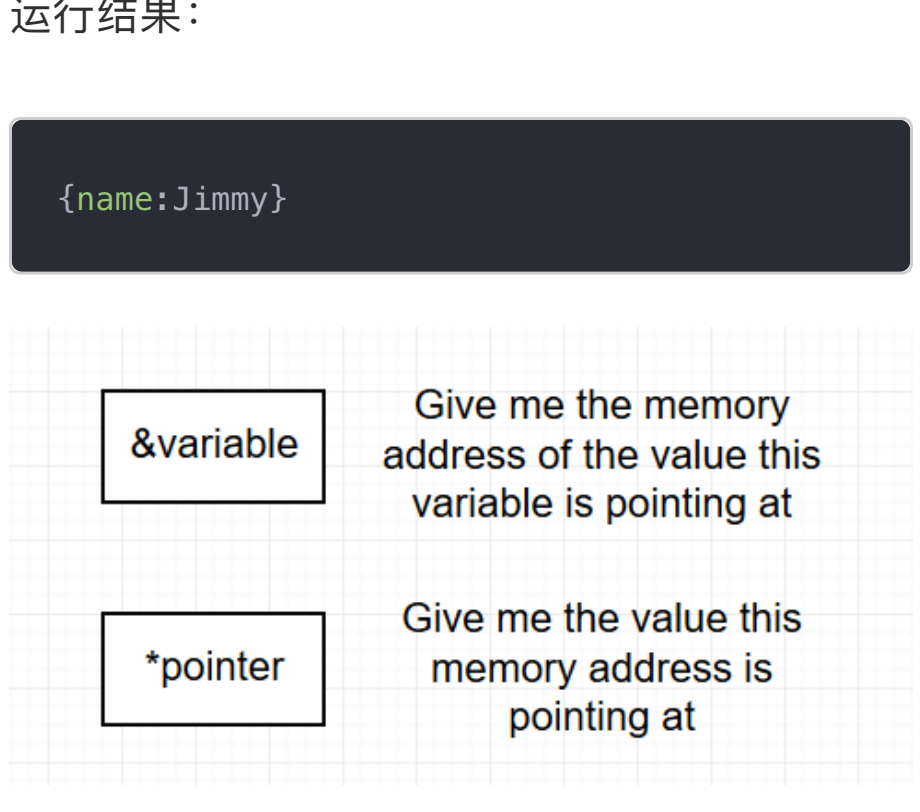 运行结果：
{name:Jimmy}
&variable
Give me the memory
address of the value this
variable is pointing at
*pointer
Give me the value this
memory address is
pointing at